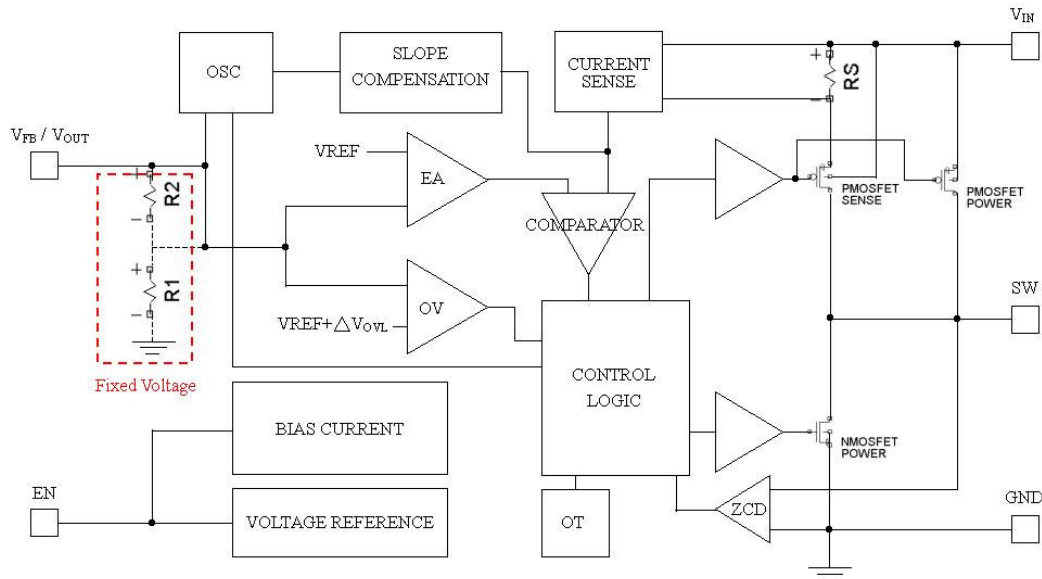 VIN
OSC
SLOPE
COMPENSATION
CURRENT
SENSE
+
RS
–
VFB / VOUT
VREF
EA
+
R2
–
PMOSFET
SENSE
PMOSFET
POWER
COMPARATOR
+
R1
–
OV
VREF+△VOVL
SW
Fixed Voltage
CONTROL
LOGIC
BIAS CURRENT
NMOSFET
POWER
EN
VOLTAGE REFERENCE
OT
ZCD
GND